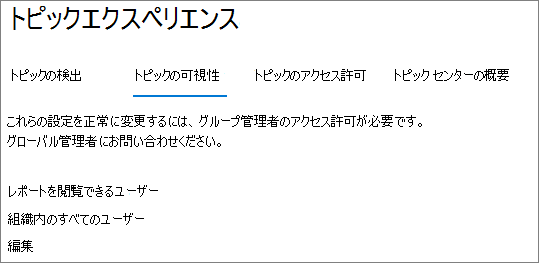 トピックエクスペリエンス
トピックの検出 トピックの可視性 トピックのアクセス許可 トピック センターの概要
これらの設定を正常に変更するには、グループ管理者のアクセス許可が必要です。
グローバル管理者にお問い合わせください。
レポートを閲覧できるユーザー
組織内のすべてのユーザー
編集